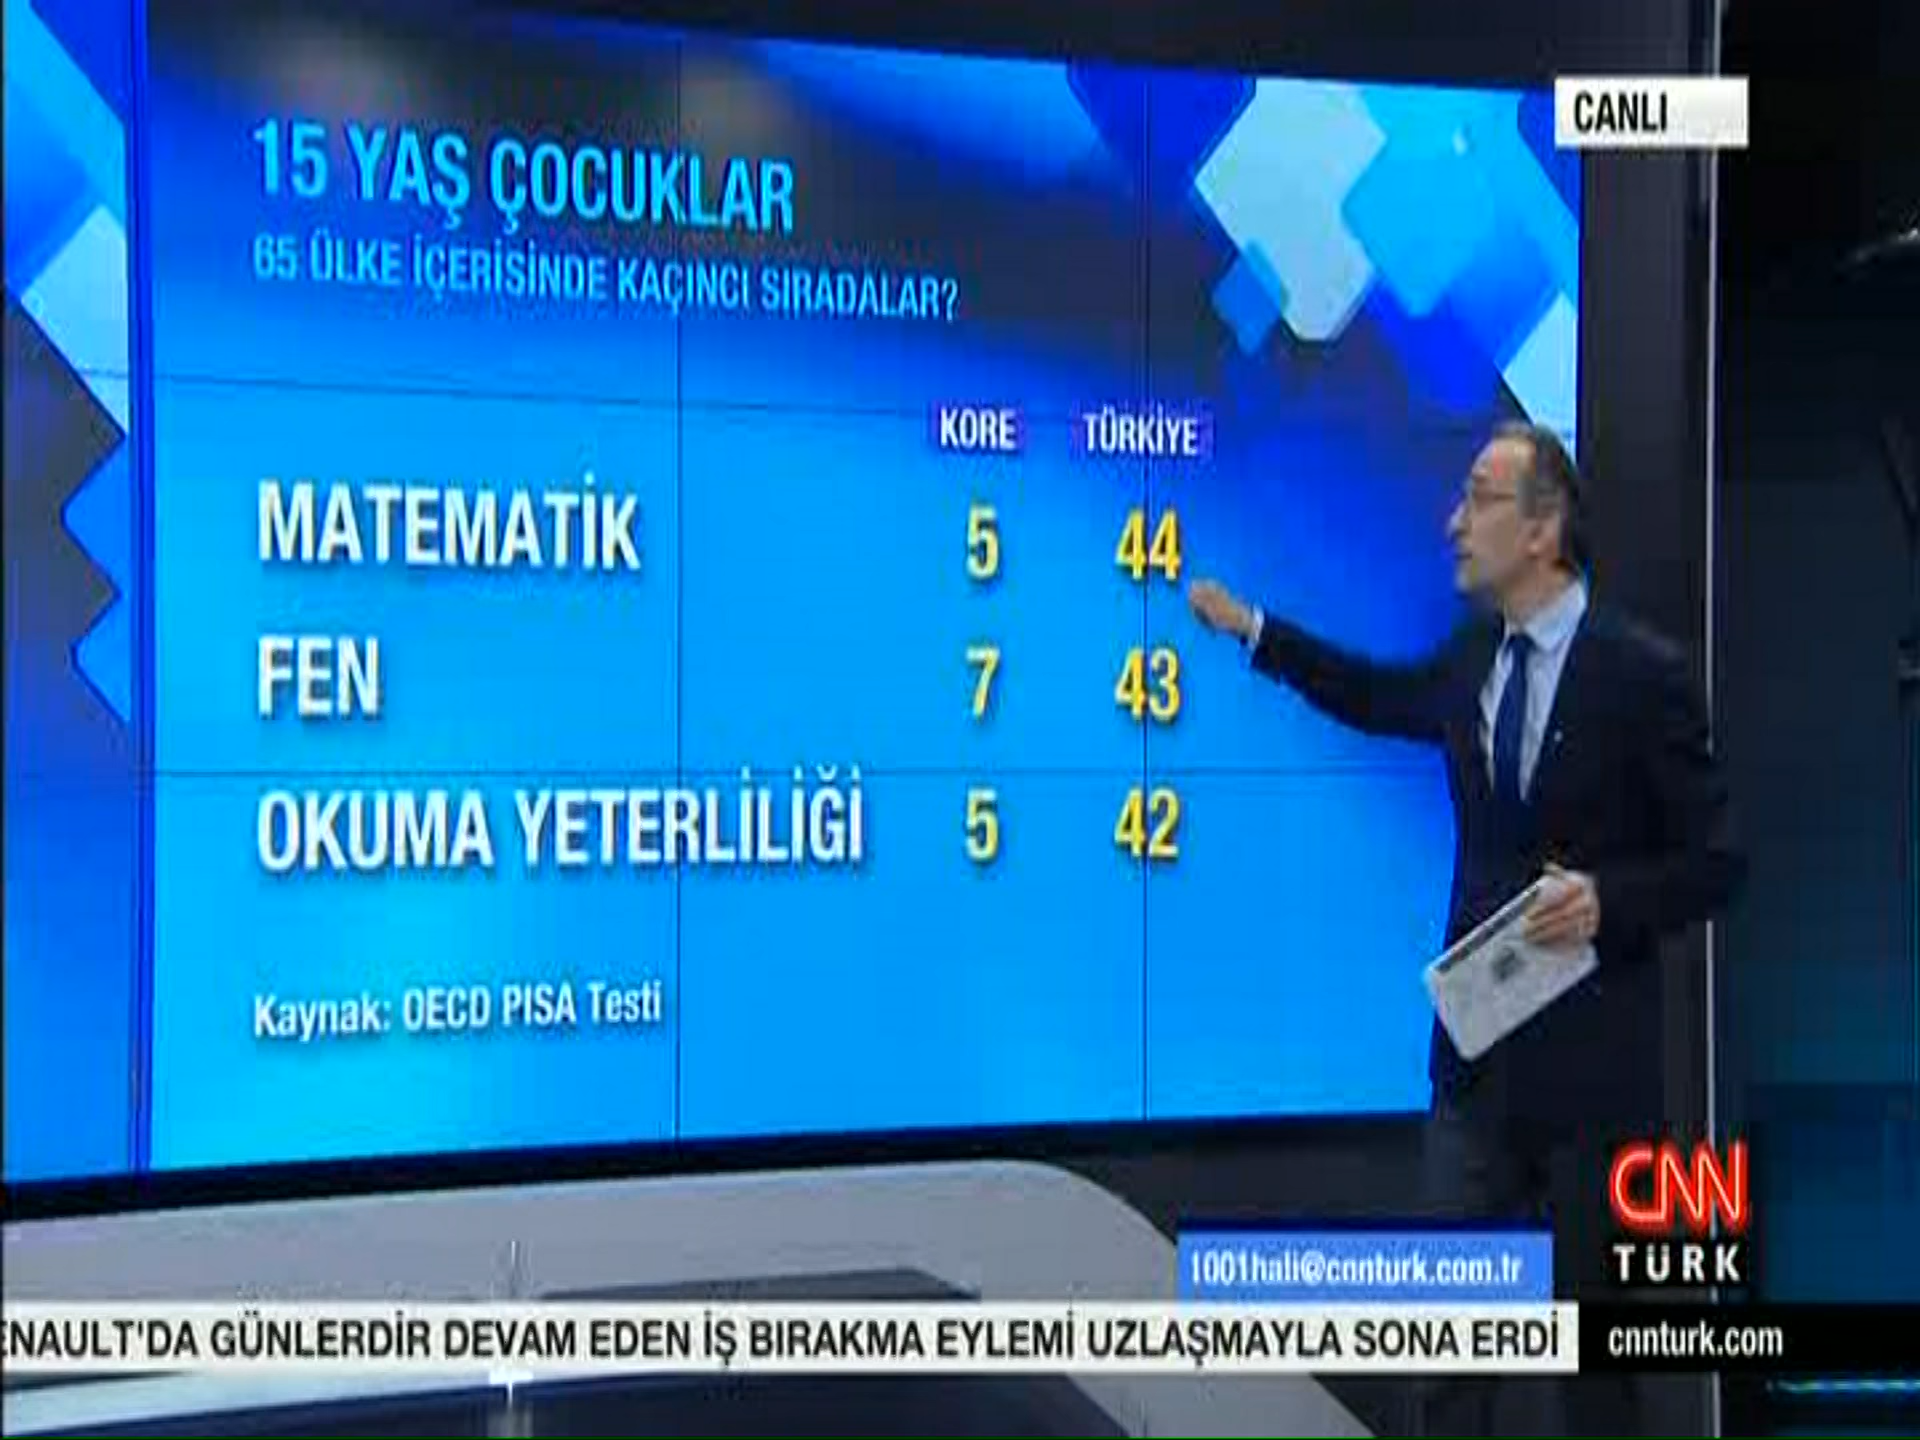 CANLI
15 YAŞ ÇOCUKLAR
65 ÜLKE İÇERİSİNDE KAÇINCI SIRADALAR?
KORE TÜRKİYE
MATEMATİK 5 44
FEN 7 43
OKUMA YETERLİLİĞİ 5 42
Kaynak: OECD PISA Testi
CNN
TÜRK
1001hali@cnnturk.com.tr
ENAULT'DA GÜNLERDİR DEVAM EDEN İŞ BIRAKMA EYLEMİ UZLAŞMAYLA SONA ERDİ
cnnturk.com